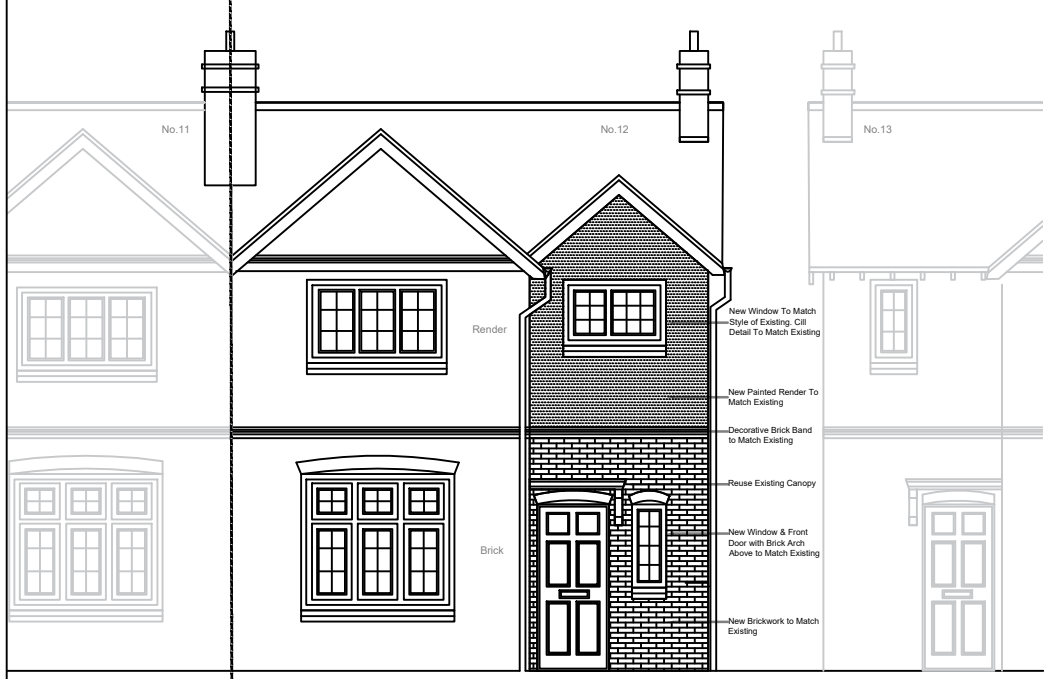 No.11
No.12
No.13
Render
New Window To Match
Style of Existing. Cill
Detail To Match Existing
New Painted Render To
Match Existing
Decorative Brick Band
to Match Existing
Reuse Existing Canopy
New Window & Front
Door with Brick Arch
Above to Match Existing
Brick
New Brickwork to Match
Existing